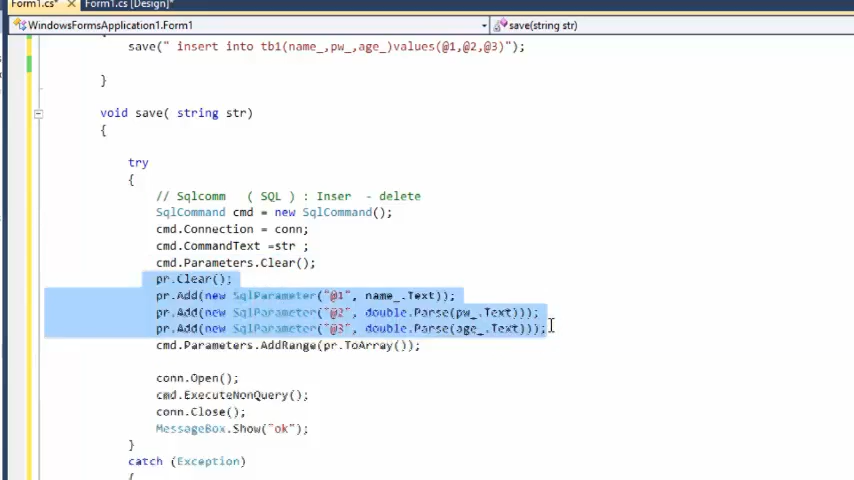 Form1.cs* × Form1.cs [Design]*
WindowsFormsApplication1.Form1 save(string str)
save(" insert into tb1(name_,pw_,age_)values(@1,@2,@3)");
}
void save( string str)
{
try
{
// Sqlcomm ( SQL ) : Inser - delete
SqlCommand cmd = new SqlCommand();
cmd.Connection = conn;
cmd.CommandText =str ;
cmd.Parameters.Clear();
pr.Clear();
pr.Add(new SqlParameter("@1", name_.Text));
pr.Add(new SqlParameter("@2", double.Parse(pw_.Text)));
pr.Add(new SqlParameter("@3", double.Parse(age_.Text)));
cmd.Parameters.AddRange(pr.ToArray());
conn.Open();
cmd.ExecuteNonQuery();
conn.Close();
MessageBox.Show("ok");
}
catch (Exception)
{